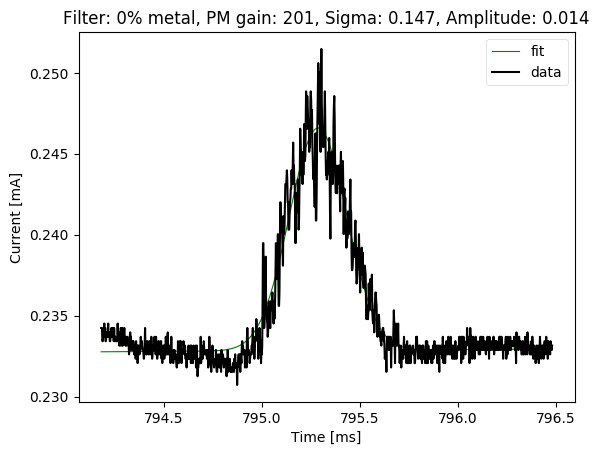 Filter: 0% metal, PM gain: 201, Sigma: 0.147, Amplitude: 0.014
fit
data
0.250
0.245
0.240
0.235
0.230
Current [mA]
794.5
795.0
795.5
796.0
796.5
Time [ms]